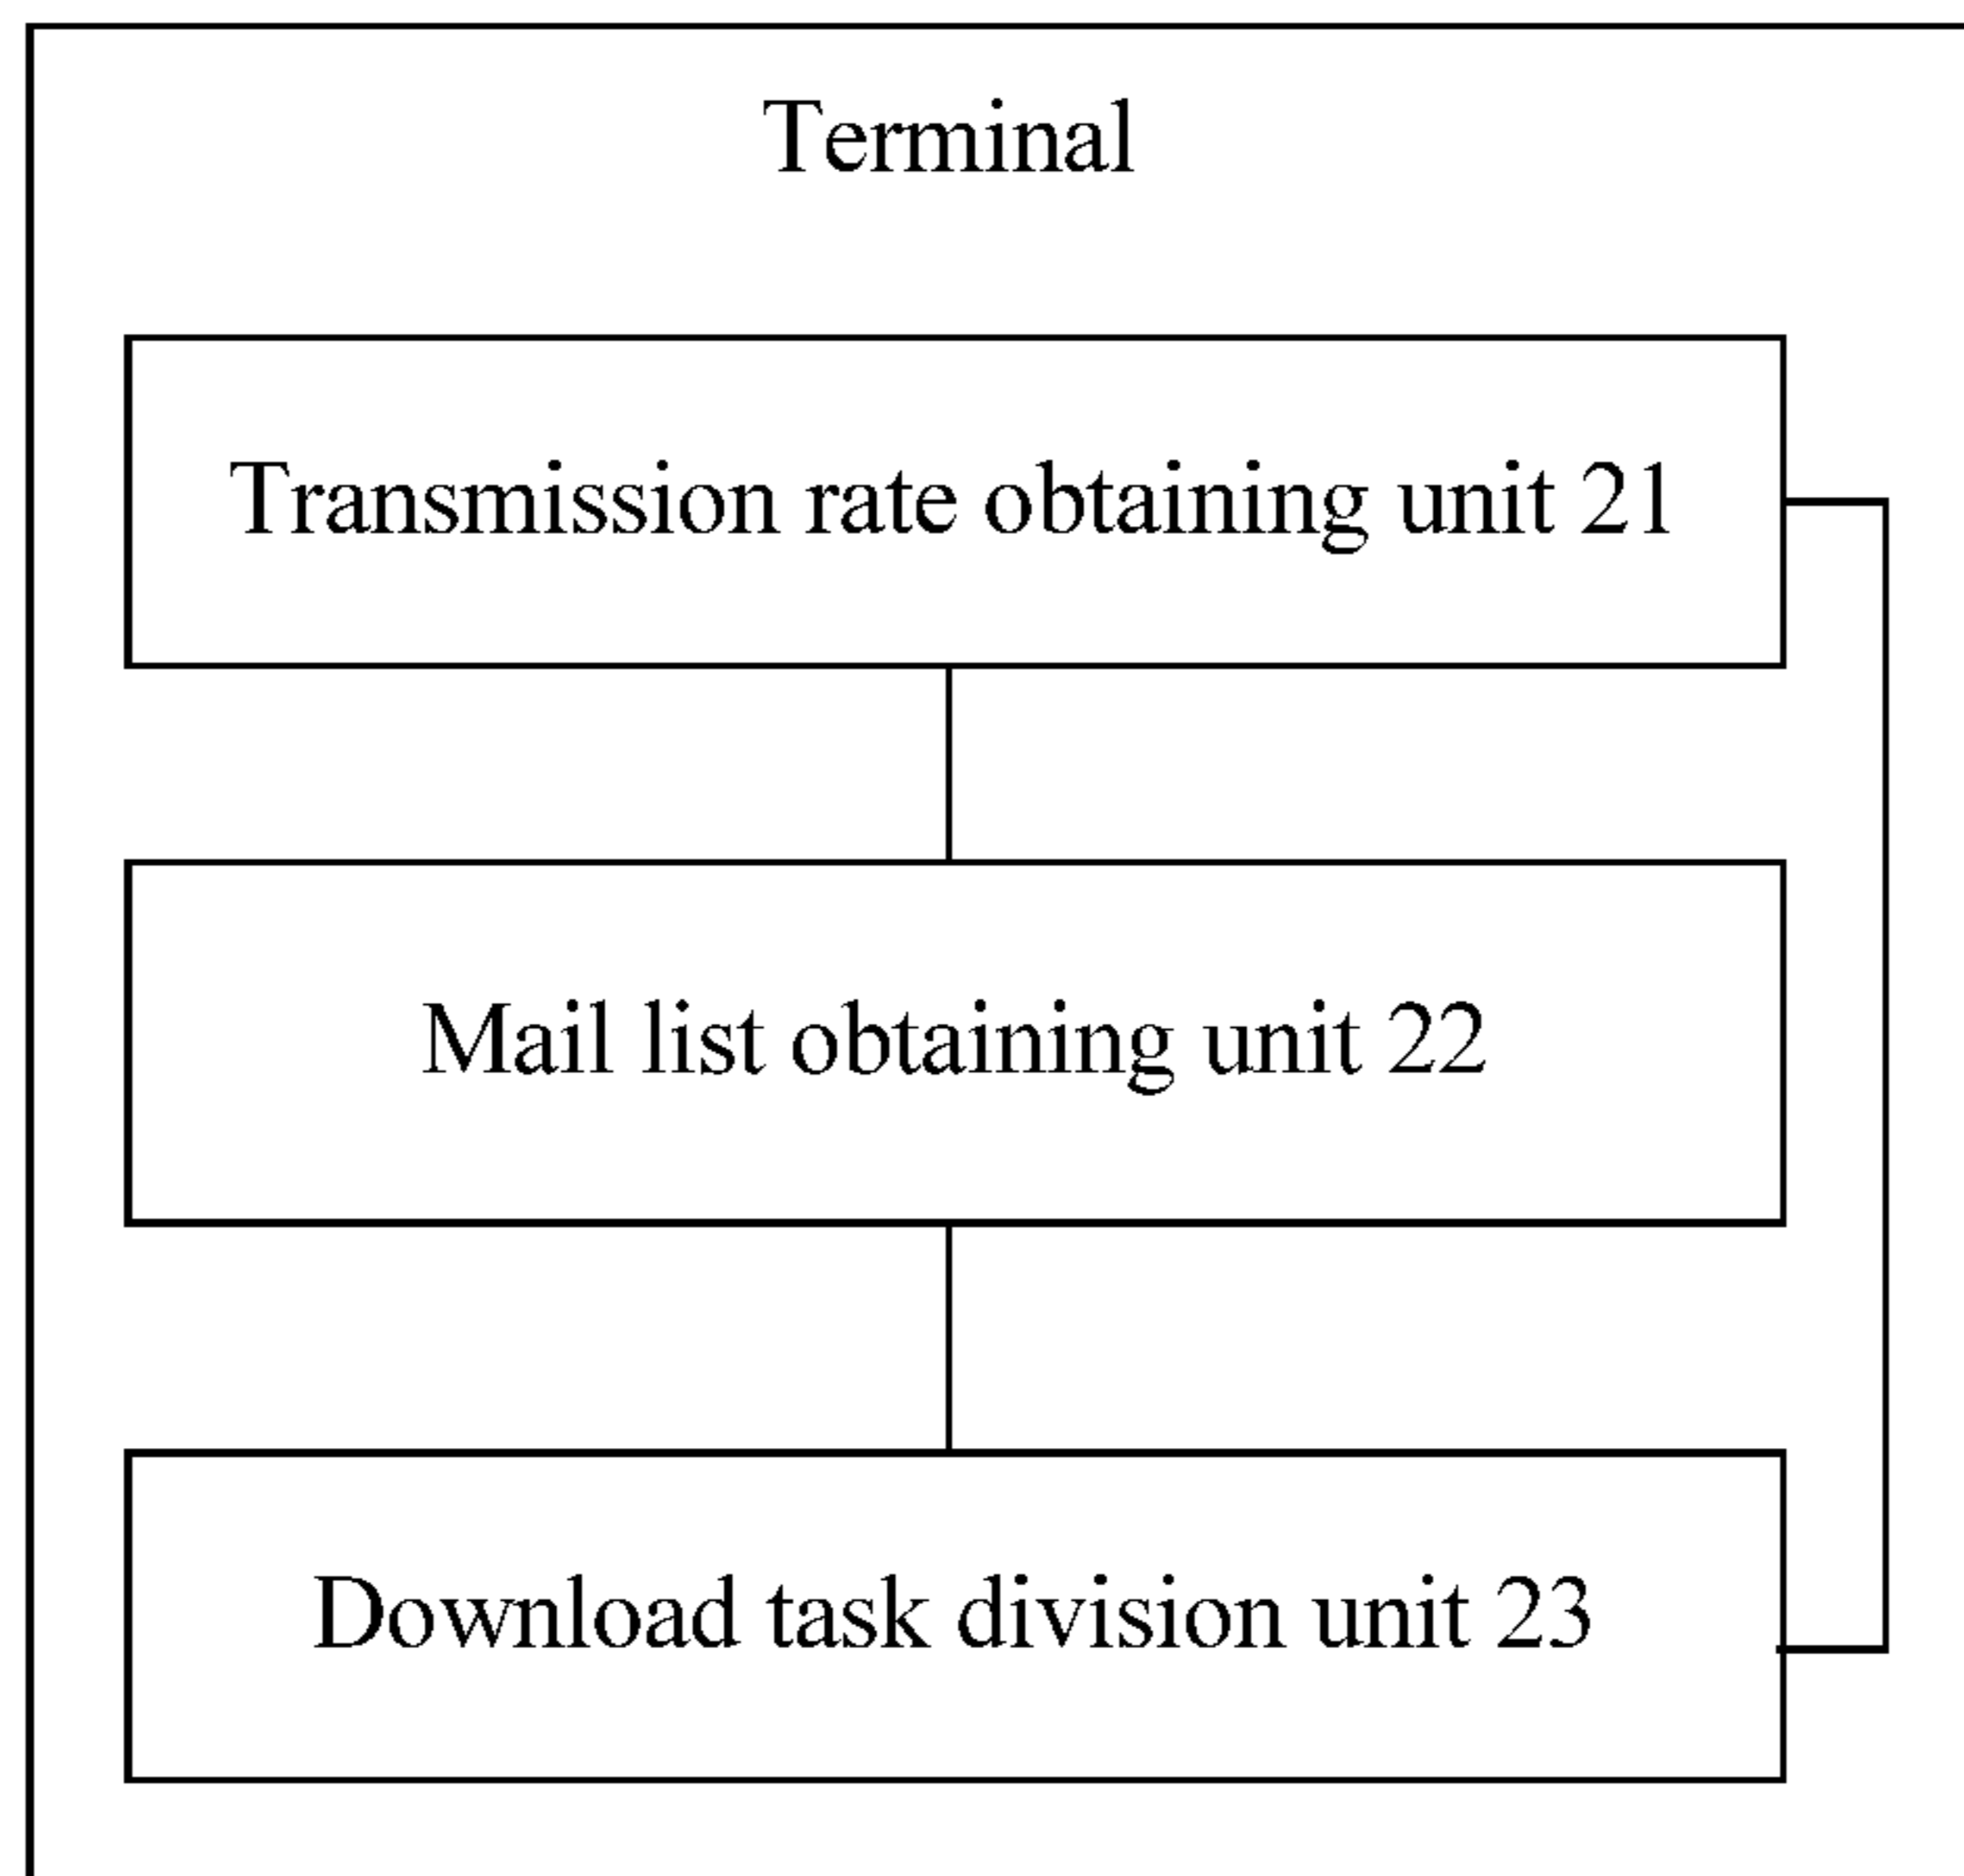 Terminal
Transmission rate obtaining unit 21
Mail list obtaining unit 22
Download task division unit 23